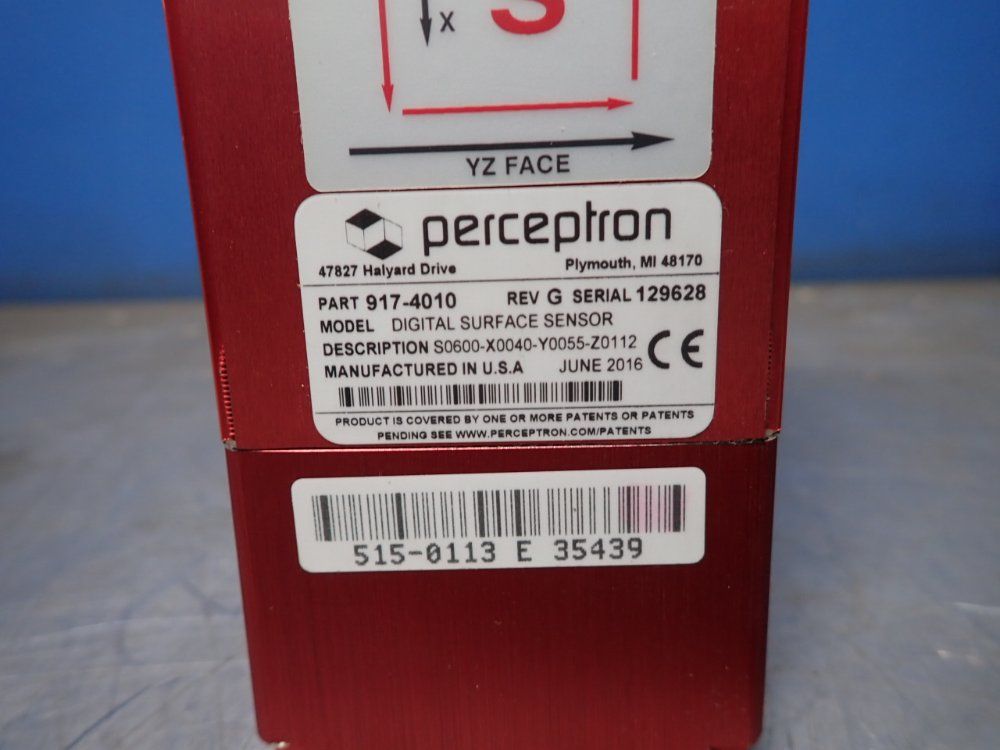 X
S
YZ FACE
perceptron
47827 Halyard Drive Plymouth, MI 48170
PART 917-4010 REV G SERIAL 129628
MODEL DIGITAL SURFACE SENSOR
DESCRIPTION S0600-X0040-Y0055-Z0112 CE
MANUFACTURED IN U.S.A JUNE 2016
PRODUCT IS COVERED BY ONE OR MORE PATENTS OR PATENTS
PENDING SEE WWW.PERCEPTRON.COM/PATENTS
515-0113 E 35439